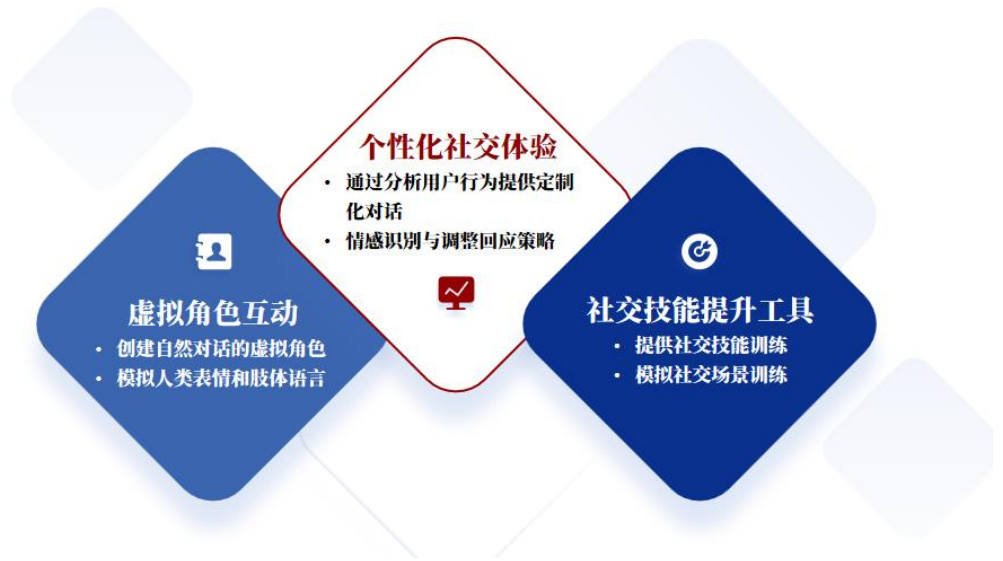 虚拟角色互动
• 创建自然对话的虚拟角色
• 模拟人类表情和肢体语言
个性化社交体验
• 通过分析用户行为提供定制
化对话
• 情感识别与调整回应策略
社交技能提升工具
• 提供社交技能训练
• 模拟社交场景训练